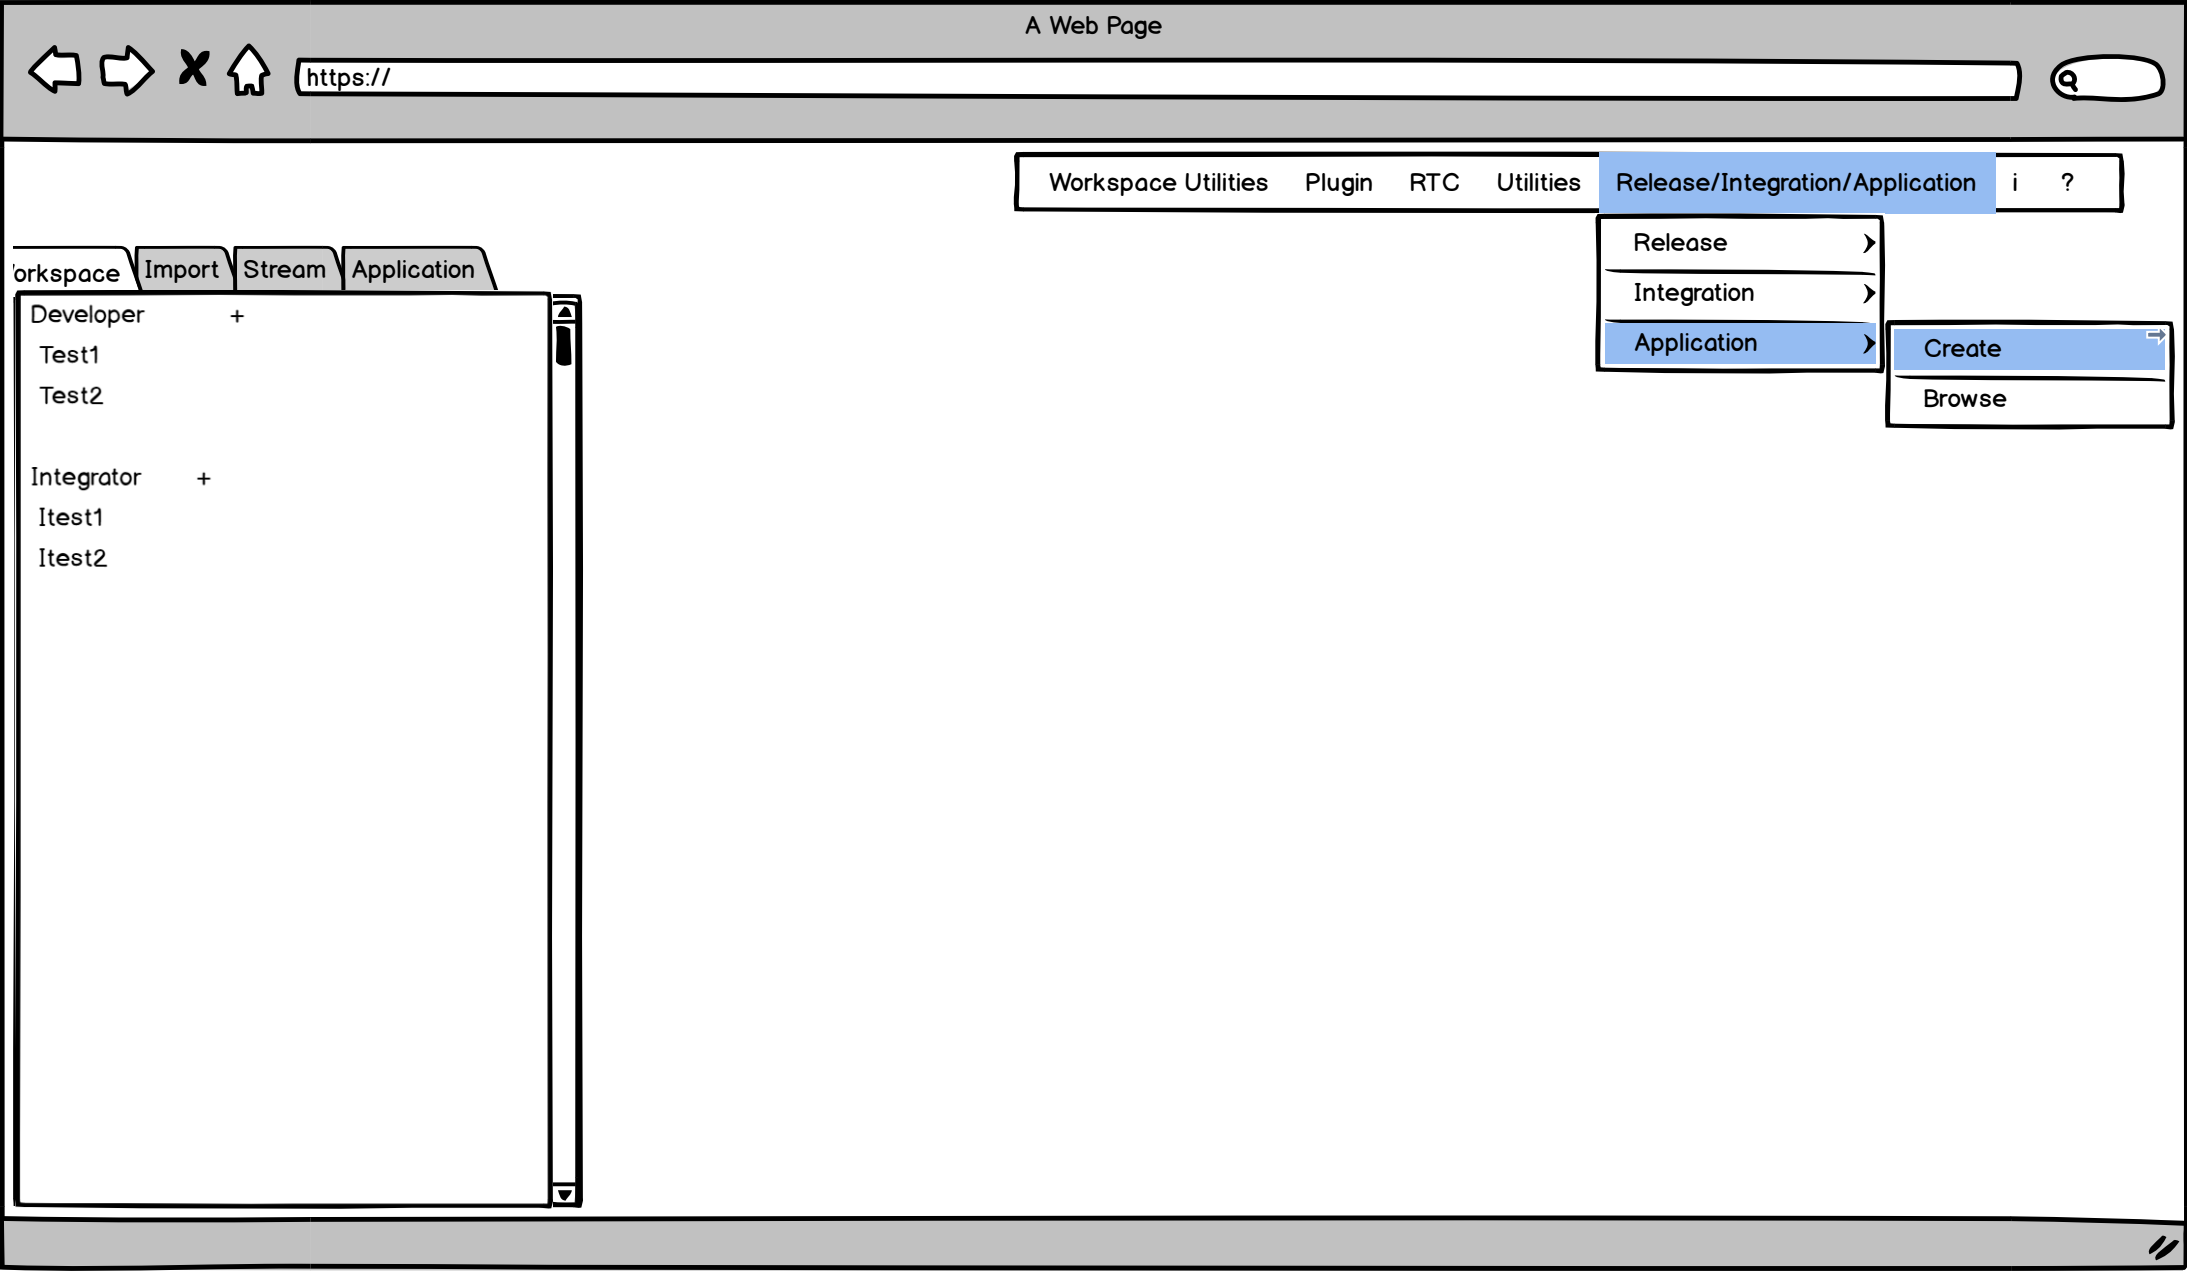 A Web Page
https://
Workspace Utilities Plugin RTC Utilities Release/Integration/Application i ?
Release
Integration
Application
Create
Browse
orkspace Import Stream Application
Developer +
Test1
Test2
Integrator +
Itest1
Itest2